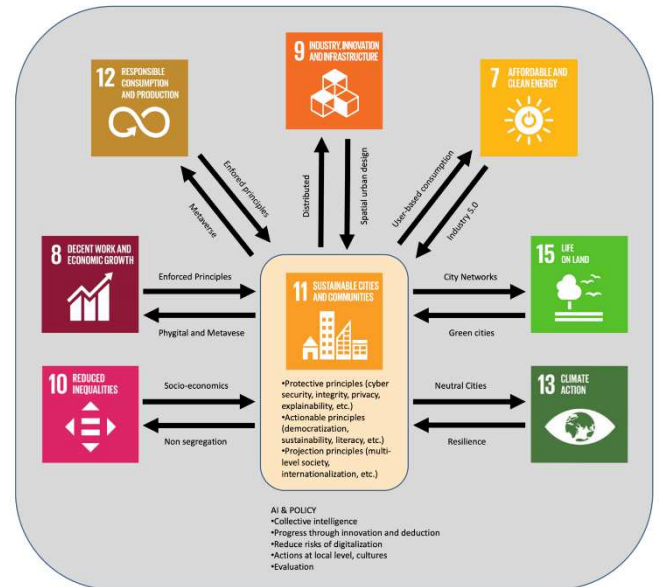 12 RESPONSIBLE
CONSUMPTION
AND PRODUCTION
9 INDUSTRY, INNOVATION
AND INFRASTRUCTURE
7 AFFORDABLE AND
CLEAN ENERGY
Enfored principles
Metaverse
Distributed
Spatial urban design
User-based consumption
Industry 5.0
8 DECENT WORK AND
ECONOMIC GROWTH
Enforced Principles
Phygital and Metavese
11 SUSTAINABLE CITIES
AND COMMUNITIES
City Networks
Green cities
15 LIFE
ON LAND
10 REDUCED
INEQUALITIES
Socio-economics
Non segregation
•Protective principles (cyber
security, integrity, privacy,
explainability, etc.)
•Actionable principles
(democratization,
sustainability, literacy, etc.)
•Projection principles (multi-
level society,
internationalization, etc.)
Neutral Cities
Resilience
13 CLIMATE
ACTION
AI & POLICY
•Collective intelligence
•Progress through innovation and deduction
•Reduce risks of digitalization
•Actions at local level, cultures
•Evaluation